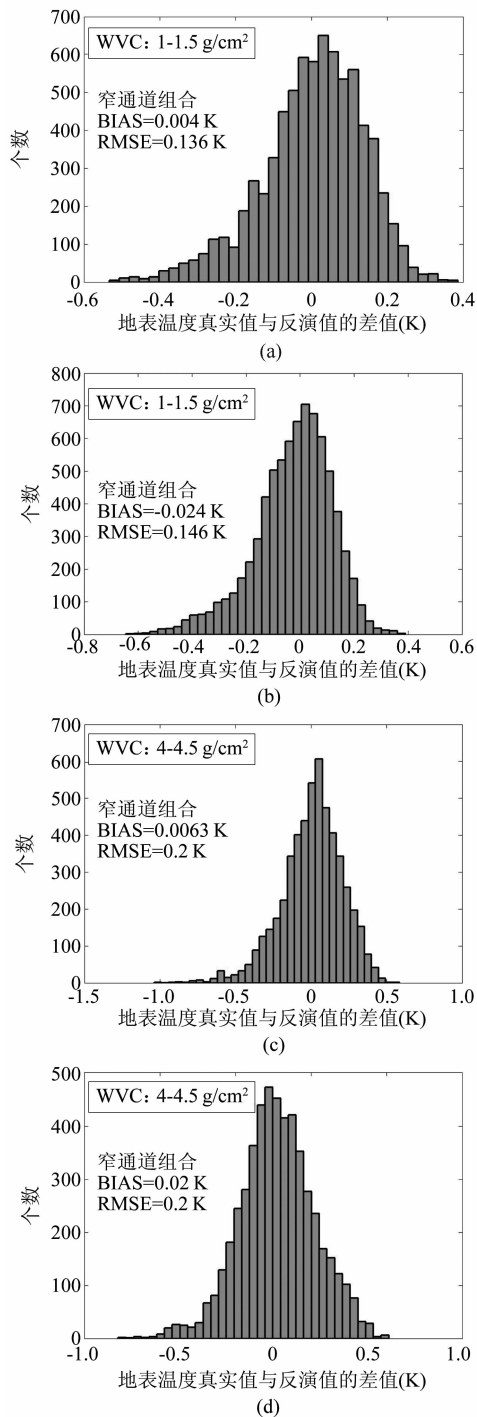 700
WVC: 1-1.5 g/cm²
600
窄通道组合
500
BIAS=0.004 K
RMSE=0.136 K
400
个数
300
200
100
0
-0.6 -0.4 -0.2 0 0.2 0.4
地表温度真实值与反演值的差值(K)
(a)
800
WVC: 1-1.5 g/cm²
700
600
窄通道组合
500
BIAS=-0.024 K
RMSE=0.146 K
400
个数
300
200
100
0
-0.8 -0.6 -0.4 -0.2 0 0.2 0.4 0.6
地表温度真实值与反演值的差值(K)
(b)
700
WVC: 4-4.5 g/cm²
600
窄通道组合
500
BIAS=0.0063 K
RMSE=0.2 K
400
个数
300
200
100
0
-1.5 -1.0 -0.5 0 0.5 1.0
地表温度真实值与反演值的差值(K)
(c)
500
WVC: 4-4.5 g/cm²
400
窄通道组合
BIAS=0.02 K
RMSE=0.2 K
300
个数
200
100
0
-1.0 -0.5 0 0.5 1.0
地表温度真实值与反演值的差值(K)
(d)